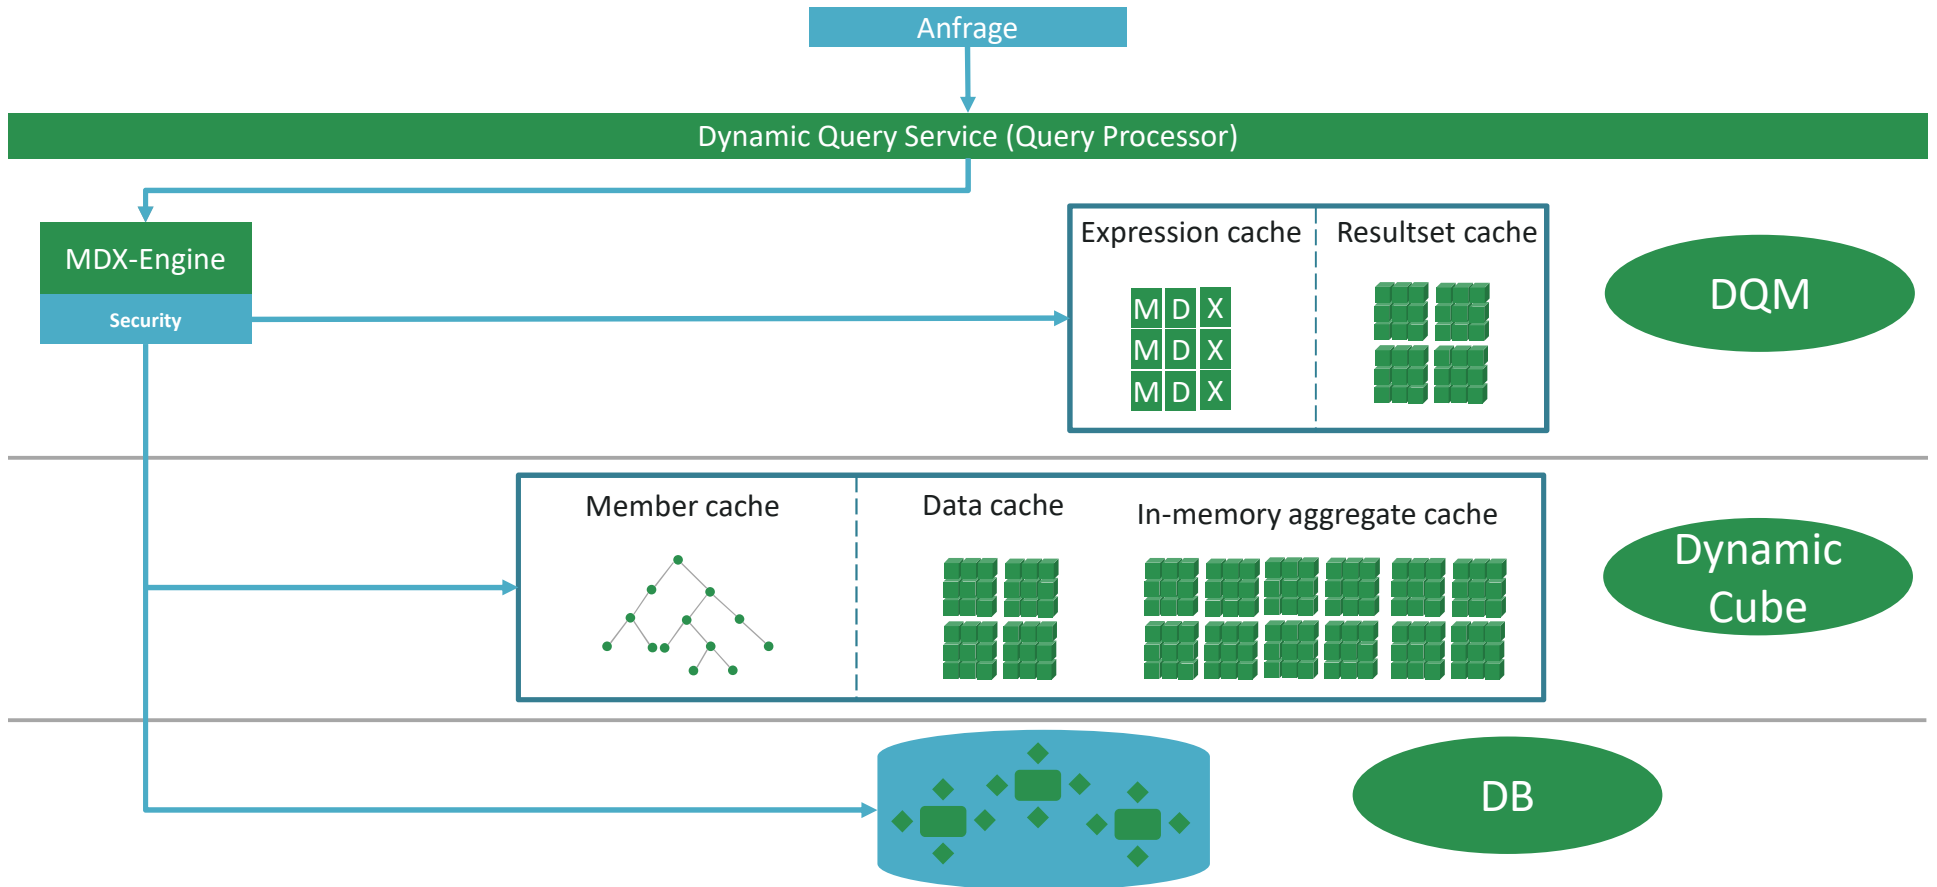 Anfrage
Dynamic Query Service (Query Processor)
MDX-Engine
Security
Expression cache
Resultset cache
M D X
M D X
M D X
DQM
Member cache
Data cache
In-memory aggregate cache
Dynamic
Cube
DB